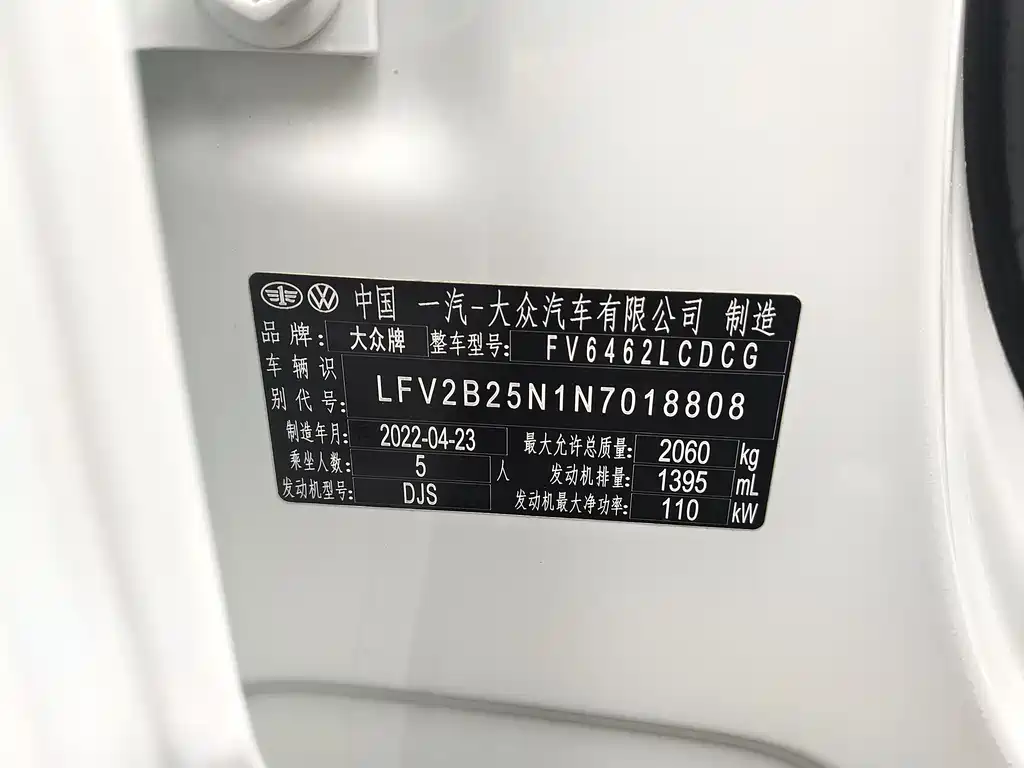 中国 一汽-大众汽车有限公司 制造
品牌: 大众牌 整车型号: FV6462LCDCG
车辆识
别代号: LFV2B25N1N7018808
制造年月: 2022-04-23 最大允许总质量: 2060 kg
乘坐人数: 5 人 发动机排量: 1395 mL
发动机型号: DJS 发动机最大净功率: 110 kW